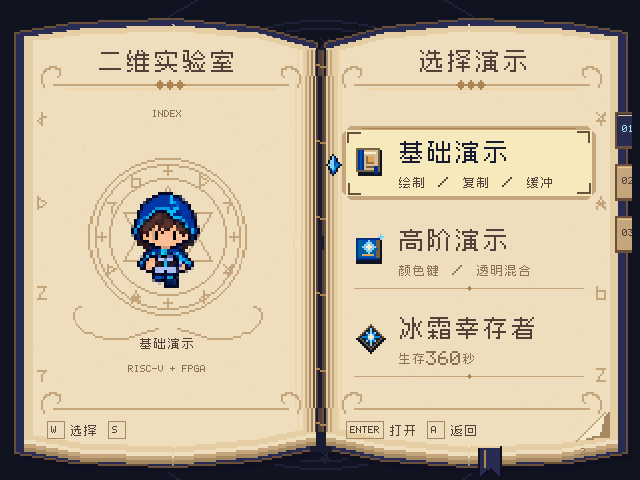 二维实验室
INDEX
基础演示
RISC-V + FPGA
W 选择 S
选择演示
基础演示
绘制 / 复制 / 缓冲
高阶演示
颜色键 / 透明混合
冰霜幸存者
生存360秒
ENTER 打开 A 返回
2
01
02
03